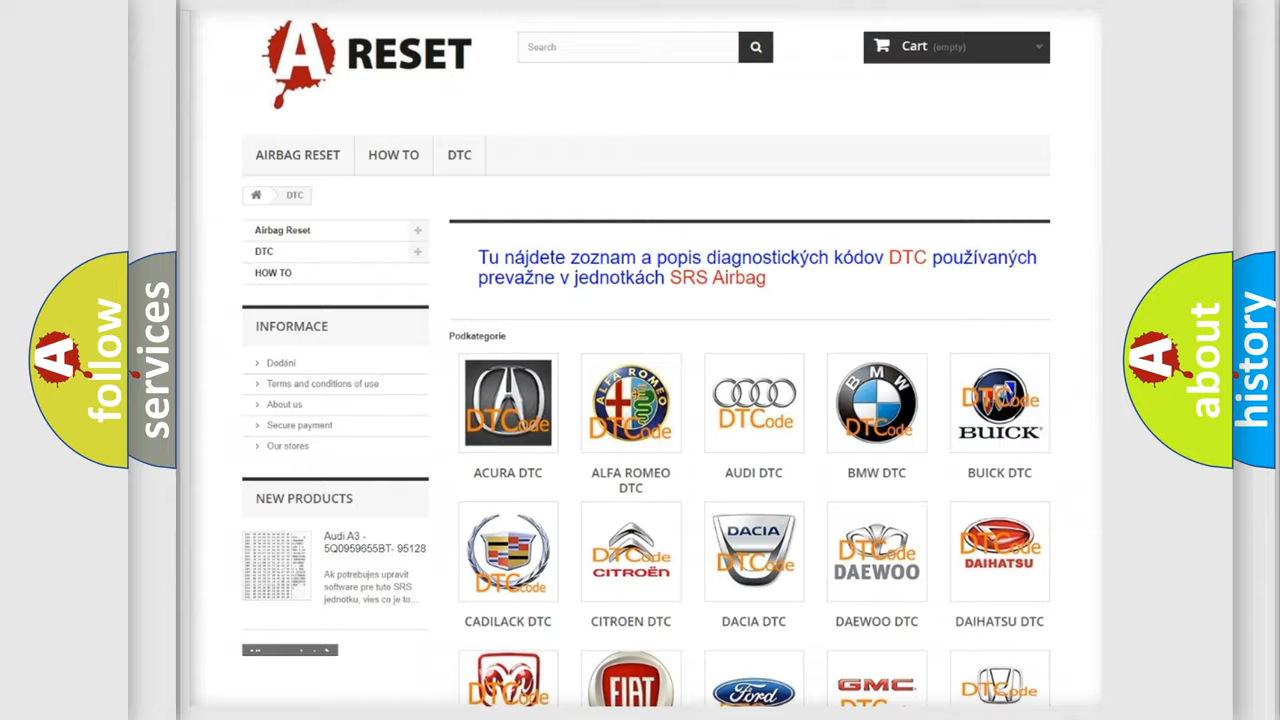 A RESET
Search
Cart (empty)
AIRBAG RESET
HOW TO
DTC
DTC
Airbag Reset
DTC
HOW TO
INFORMACE
Dodání
Terms and conditions of use
About us
Secure payment
Our stores
NEW PRODUCTS
Audi A3 -
5Q0959655BT- 95128
Ak potrebujes upravit
software pre tuto SRS
jednotku, vies co je to...
Tu nájdete zoznam a popis diagnostických kódov DTC používaných
prevažne v jednotkách SRS Airbag
Podkategorie
DTCode
ALFA ROMEO
DTCode
DTCode
BMW
DTCode
DTCode
BUICK
ACURA DTC
ALFA ROMEO
DTC
AUDI DTC
BMW DTC
BUICK DTC
DTCode
DTCode
CITROËN
DACIA
DTCode
DTCode
DAEWOO
DTCode
DAIHATSU
CADILACK DTC
CITROEN DTC
DACIA DTC
DAEWOO DTC
DAIHATSU DTC
DTCode
FIAT
Ford
GMC
DTCode
A follow
services
A about
history